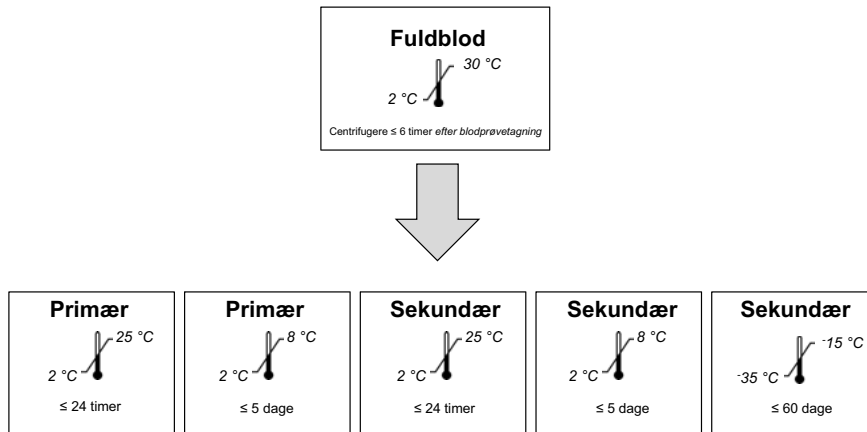 Fuldblod
30 °C
2 °C
Centrifugere ≤ 6 timer efter blodprøvetagning
Primær
25 °C
2 °C
≤ 24 timer
Primær
8 °C
2 °C
≤ 5 dage
Sekundær
25 °C
2 °C
≤ 24 timer
Sekundær
8 °C
2 °C
≤ 5 dage
Sekundær
-15 °C
-35 °C
≤ 60 dage